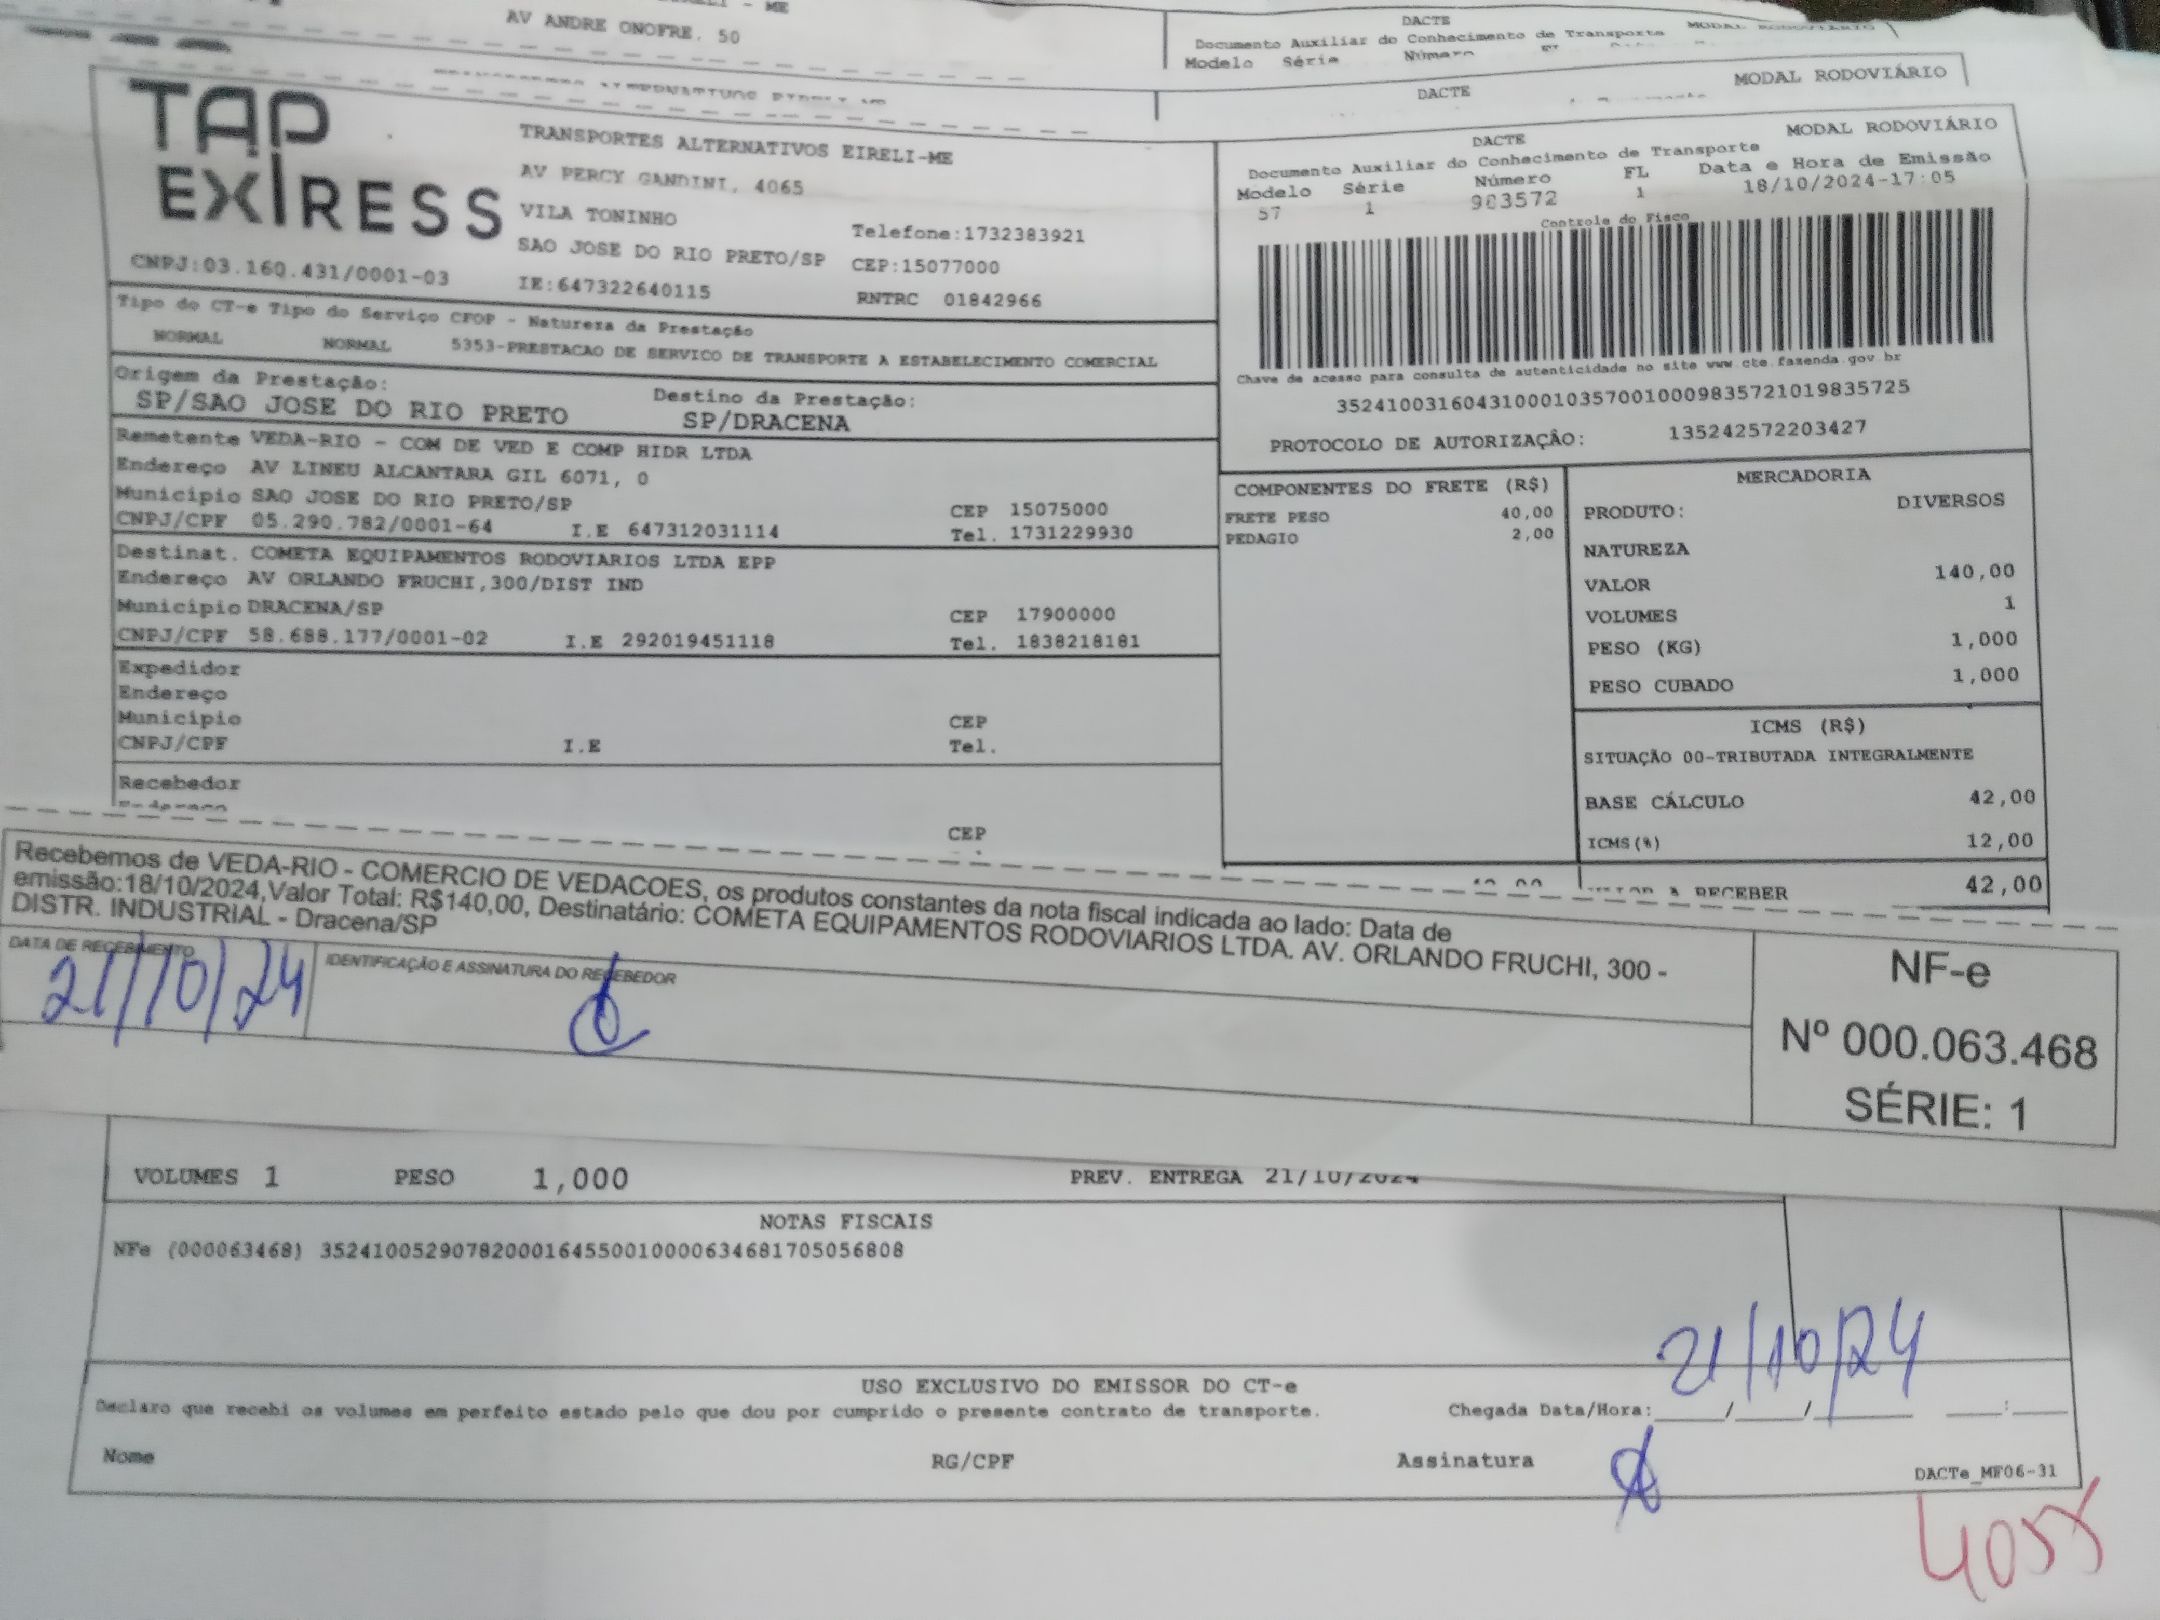 AV ANDRE ONOFRE, 50
DACTE
Documento Auxiliar do Conhecimento de Transporte
MODAL RODOVIÁRIO
Modelo Série Número
DACTE
MODAL RODOVIÁRIO
TAP EXPRESS
CNPJ:03.160.431/0001-03
TRANSPORTES ALTERNATIVOS EIRELI-ME
AV PERCY GANDINI, 4065
VILA TONINHO
Telefone:1732383921
SAO JOSE DO RIO PRETO/SP CEP:15077000
IE:647322640115
RNTRC 01842966
DACTE
MODAL RODOVIÁRIO
Documento Auxiliar do Conhecimento de Transporte
Modelo Série Número FL Data e Hora de Emissão
57 1 983572 1 18/10/2024-17:05
Controle do Fisco
Chave de acesso para consulta de autenticidade no site www.cte.fazenda.gov.br
35241003160431000103570010009835721019835725
PROTOCOLO DE AUTORIZAÇÂO: 135242572203427
Tipo do CT-e Tipo do Serviço CFOP - Natureza da Prestação
NORMAL NORMAL 5353-PRESTACAO DE SERVICO DE TRANSPORTE A ESTABELECIMENTO COMERCIAL
Origem da Prestação: Destino da Prestação:
SP/SAO JOSE DO RIO PRETO SP/DRACENA
Remetente VEDA-RIO - COM DE VED E COMP HIDR LTDA
Endereço AV LINEU ALCANTARA GIL 6071, 0
Município SAO JOSE DO RIO PRETO/SP CEP 15075000
CNPJ/CPF 05.290.782/0001-64 I.E 647312031114 Tel. 1731229930
Destinat. COMETA EQUIPAMENTOS RODOVIARIOS LTDA EPP
Endereço AV ORLANDO FRUCHI,300/DIST IND
Município DRACENA/SP CEP 17900000
CNPJ/CPF 58.688.177/0001-02 I.E 292019451118 Tel. 1838218181
Expedidor
Endereço
Município CEP
CNPJ/CPF I.E Tel.
Recebedor
Endereço
CEP
COMPONENTES DO FRETE (R$)
FRETE PESO 40,00
PEDAGIO 2,00
MERCADORIA
PRODUTO: DIVERSOS
NATUREZA
VALOR 140,00
VOLUMES 1
PESO (KG) 1,000
PESO CUBADO 1,000
ICMS (R$)
SITUAÇÃO 00-TRIBUTADA INTEGRALMENTE
BASE CÁLCULO 42,00
ICMS(%) 12,00
A RECEBER 42,00
Recebemos de VEDA-RIO - COMERCIO DE VEDACOES, os produtos constantes da nota fiscal indicada ao lado: Data de
emissão:18/10/2024,Valor Total: R$140,00, Destinatário: COMETA EQUIPAMENTOS RODOVIARIOS LTDA. AV. ORLANDO FRUCHI, 300 -
DISTR. INDUSTRIAL - Dracena/SP
DATA DE RECEBIMENTO
21/10/24
IDENTIFICAÇÃO E ASSINATURA DO RECEBEDOR
NF-e
Nº 000.063.468
SÉRIE: 1
VOLUMES 1 PESO 1,000 PREV. ENTREGA 21/10/2024
NOTAS FISCAIS
NFe (000063468) 35241005290782000164550010000634681705056808
21/10/24
USO EXCLUSIVO DO EMISSOR DO CT-e
Declaro que recebi os volumes em perfeito estado pelo que dou por cumprido o presente contrato de transporte.
Chegada Data/Hora:____/____/______ ___:___
Nome RG/CPF Assinatura
DACTe_MF06-31